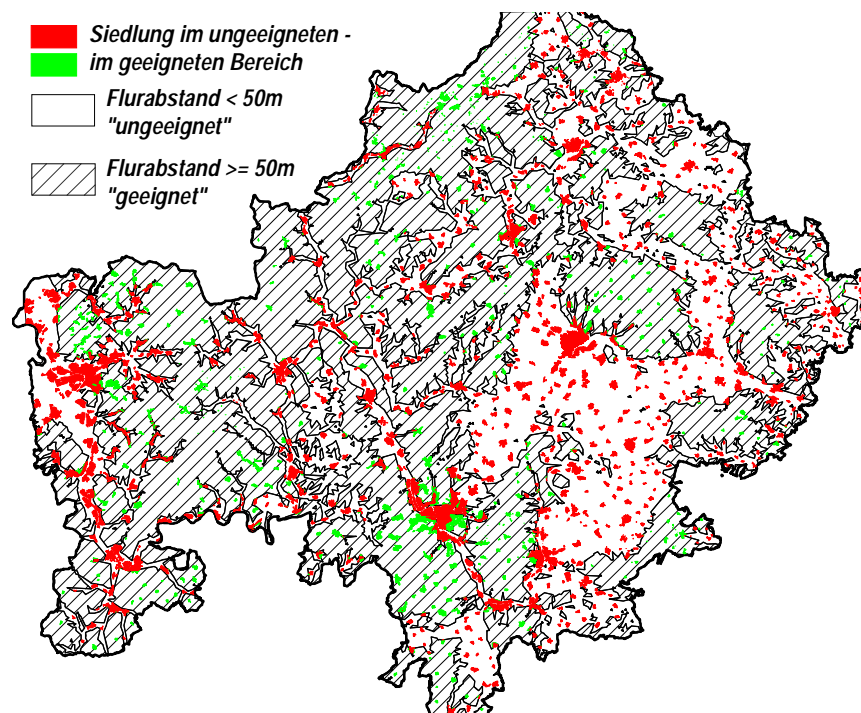 Siedlung im ungeeigneten -
im geeigneten Bereich
Flurabstand < 50m
"ungeeignet"
Flurabstand >= 50m
"geeignet"